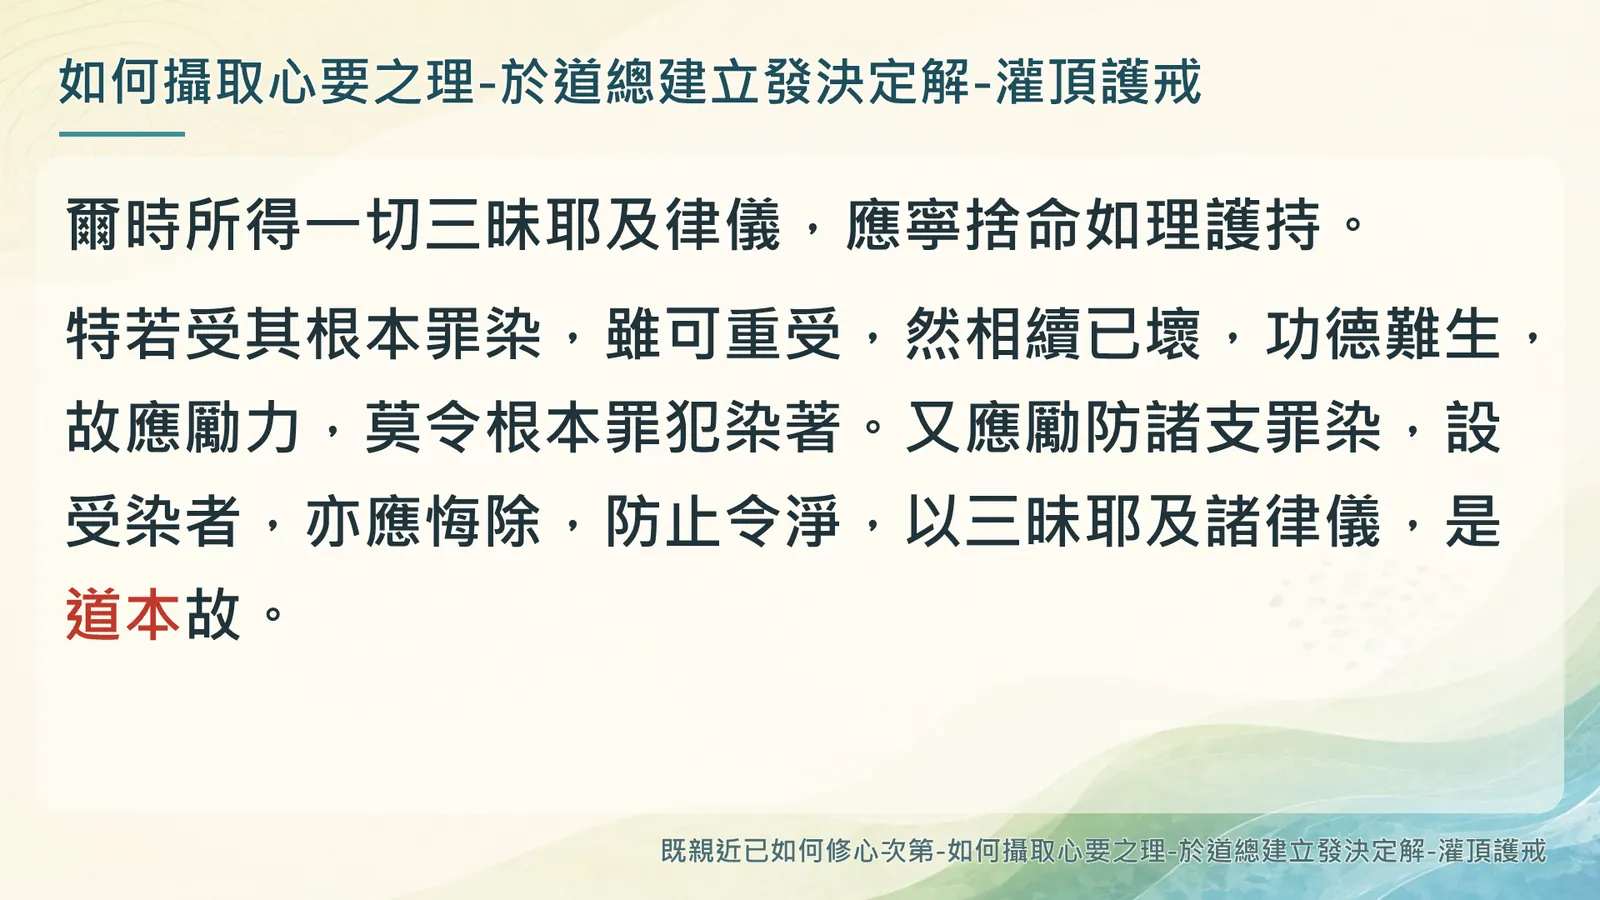 如何攝取心要之理-於道總建立發決定解-灌頂護戒
爾時所得一切三昧耶及律儀，應寧捨命如理護持。
特若受其根本罪染，雖可重受，然相續已壞，功德難生，
故應勵力，莫令根本罪犯染著。又應勵防諸支罪染，設
受染者，亦應悔除，防止令淨，以三昧耶及諸律儀，是
道本故。
既親近已如何修心次第-如何攝取心要之理-於道總建立發決定解-灌頂護戒